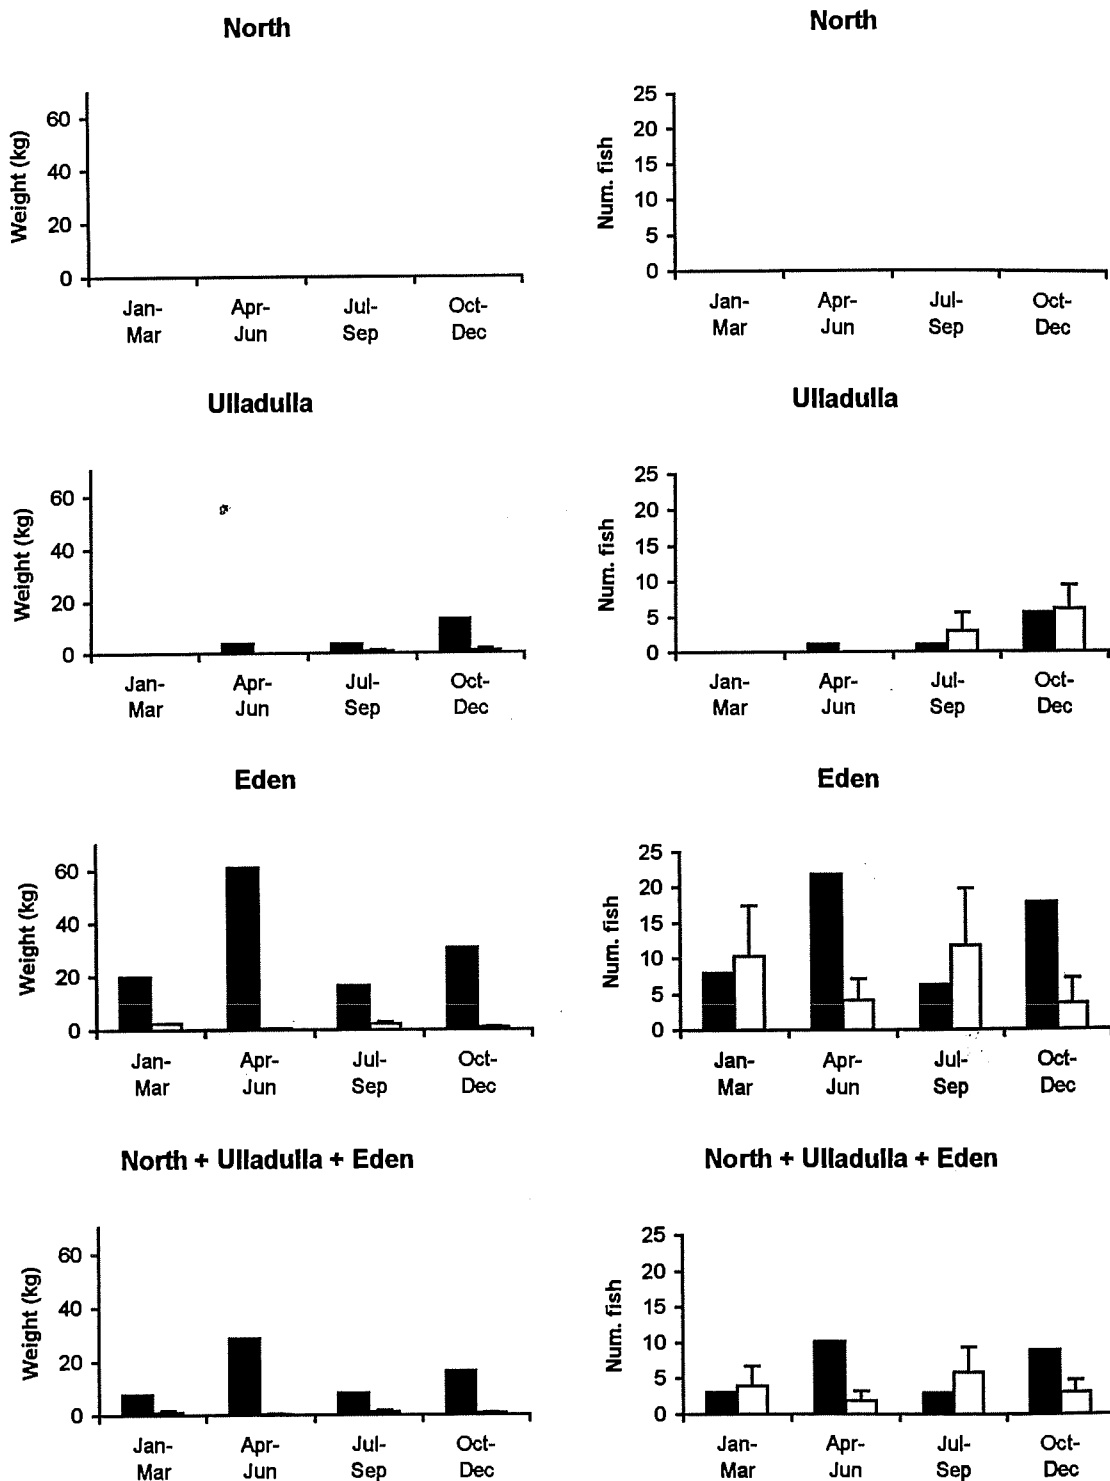 North
North
Weight (kg)
60
40
20
0
Jan-
Mar
Apr-
Jun
Jul-
Sep
Oct-
Dec
Num. fish
25
20
15
10
5
0
Jan-
Mar
Apr-
Jun
Jul-
Sep
Oct-
Dec
Ulladulla
Ulladulla
Weight (kg)
60
40
20
0
Jan-
Mar
Apr-
Jun
Jul-
Sep
Oct-
Dec
Num. fish
25
20
15
10
5
0
Jan-
Mar
Apr-
Jun
Jul-
Sep
Oct-
Dec
Eden
Eden
Weight (kg)
60
40
20
0
Jan-
Mar
Apr-
Jun
Jul-
Sep
Oct-
Dec
Num. fish
25
20
15
10
5
0
Jan-
Mar
Apr-
Jun
Jul-
Sep
Oct-
Dec
North + Ulladulla + Eden
North + Ulladulla + Eden
Weight (kg)
60
40
20
0
Jan-
Mar
Apr-
Jun
Jul-
Sep
Oct-
Dec
Num. fish
25
20
15
10
5
0
Jan-
Mar
Apr-
Jun
Jul-
Sep
Oct-
Dec